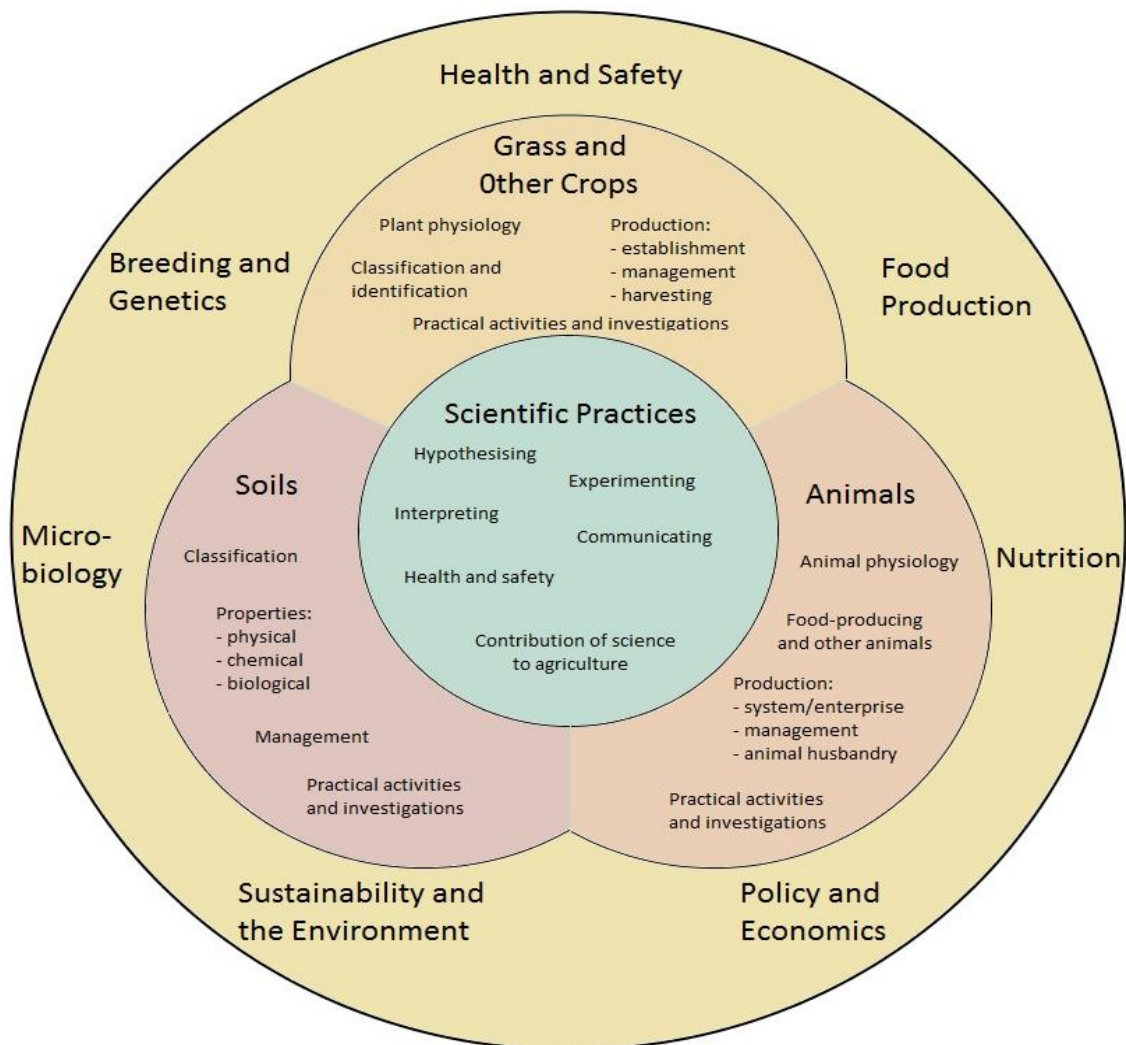 Health and Safety
Grass and
0ther Crops
Plant physiology
Classification and
identification
Production:
- establishment
- management
- harvesting
Practical activities and investigations
Breeding and
Genetics
Food
Production
Scientific Practices
Hypothesising
Experimenting
Interpreting
Communicating
Health and safety
Contribution of science
to agriculture
Soils
Classification
Properties:
- physical
- chemical
- biological
Management
Practical activities
and investigations
Animals
Animal physiology
Food-producing
and other animals
Production:
- system/enterprise
- management
- animal husbandry
Practical activities
and investigations
Micro-
biology
Nutrition
Sustainability and
the Environment
Policy and
Economics